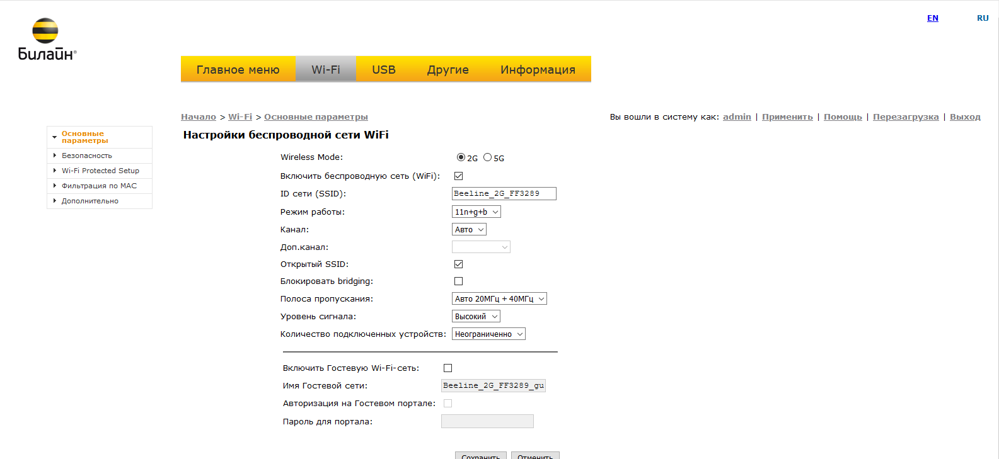 EN RU
Билайн®
Главное меню Wi-Fi USB Другие Информация
Начало > Wi-Fi > Основные параметры
Вы вошли в систему как: admin | Применить | Помощь | Перезагрузка | Выход
Основные
параметры
Безопасность
Wi-Fi Protected Setup
Фильтрация по MAC
Дополнительно
Настройки беспроводной сети WiFi
Wireless Mode: 2G 5G
Включить беспроводную сеть (WiFi):
ID сети (SSID): Beeline_2G_FF3289
Режим работы: 11n+g+b
Канал: Авто
Доп.канал:
Открытый SSID:
Блокировать bridging:
Полоса пропускания: Авто 20МГц + 40МГц
Уровень сигнала: Высокий
Количество подключенных устройств: Неограниченно
Включить Гостевую Wi-Fi-сеть:
Имя Гостевой сети: Beeline_2G_FF3289_gu
Авторизация на Гостевом портале:
Пароль для портала:
Сохранить Отменить